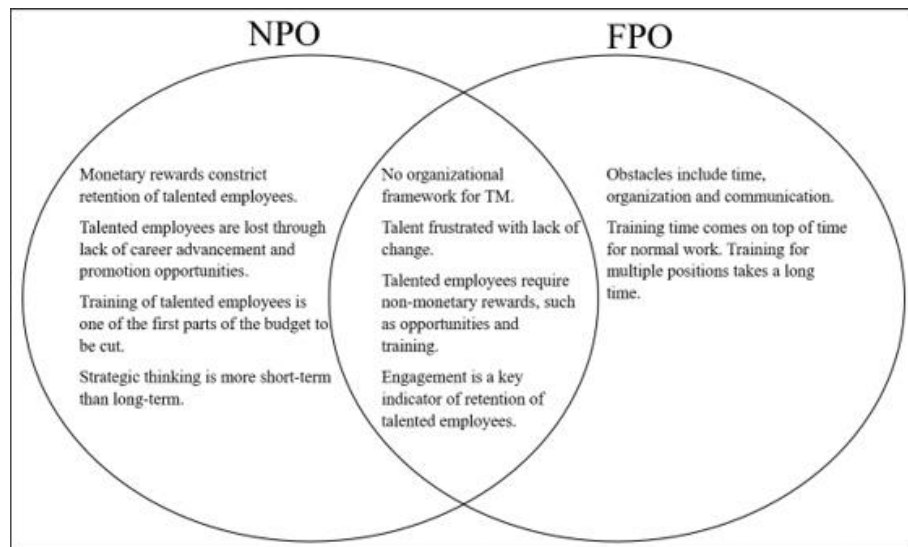 NPO
FPO
Monetary rewards constrict
retention of talented employees.
Talented employees are lost through
lack of career advancement and
promotion opportunities.
Training of talented employees is
one of the first parts of the budget to
be cut.
Strategic thinking is more short-term
than long-term.
No organizational
framework for TM.
Talent frustrated with lack of
change.
Talented employees require
non-monetary rewards, such
as opportunities and
training.
Engagement is a key
indicator of retention of
talented employees.
Obstacles include time,
organization and communication.
Training time comes on top of time
for normal work. Training for
multiple positions takes a long
time.